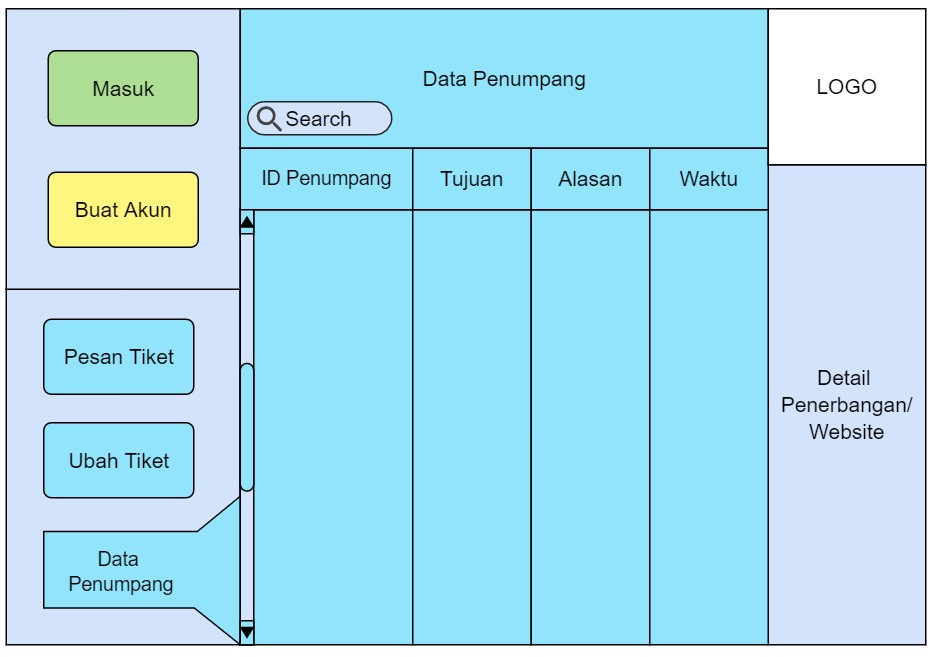 Masuk
Buat Akun
Pesan Tiket
Ubah Tiket
Data
Penumpang
Data Penumpang
Search
ID Penumpang
Tujuan
Alasan
Waktu
LOGO
Detail
Penerbangan/
Website